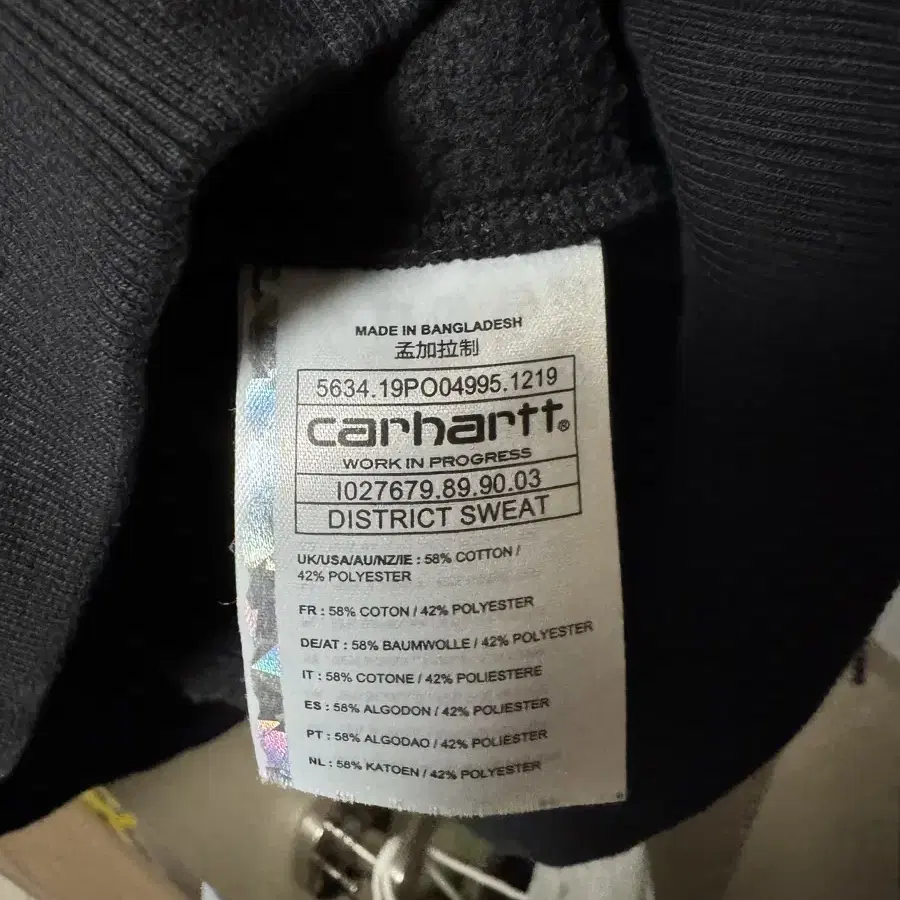 MADE IN BANGLADESH
孟加拉制
5634.19PO04995.1219
carhartt®
WORK IN PROGRESS
I027679.89.90.03
DISTRICT SWEAT
UK/USA/AU/NZ/IE : 58% COTTON /
42% POLYESTER
FR : 58% COTON / 42% POLYESTER
DE/AT : 58% BAUMWOLLE / 42% POLYESTER
IT : 58% COTONE / 42% POLIESTERE
ES : 58% ALGODON / 42% POLIESTER
PT : 58% ALGODAO / 42% POLIESTER
NL : 58% KATOEN / 42% POLYESTER